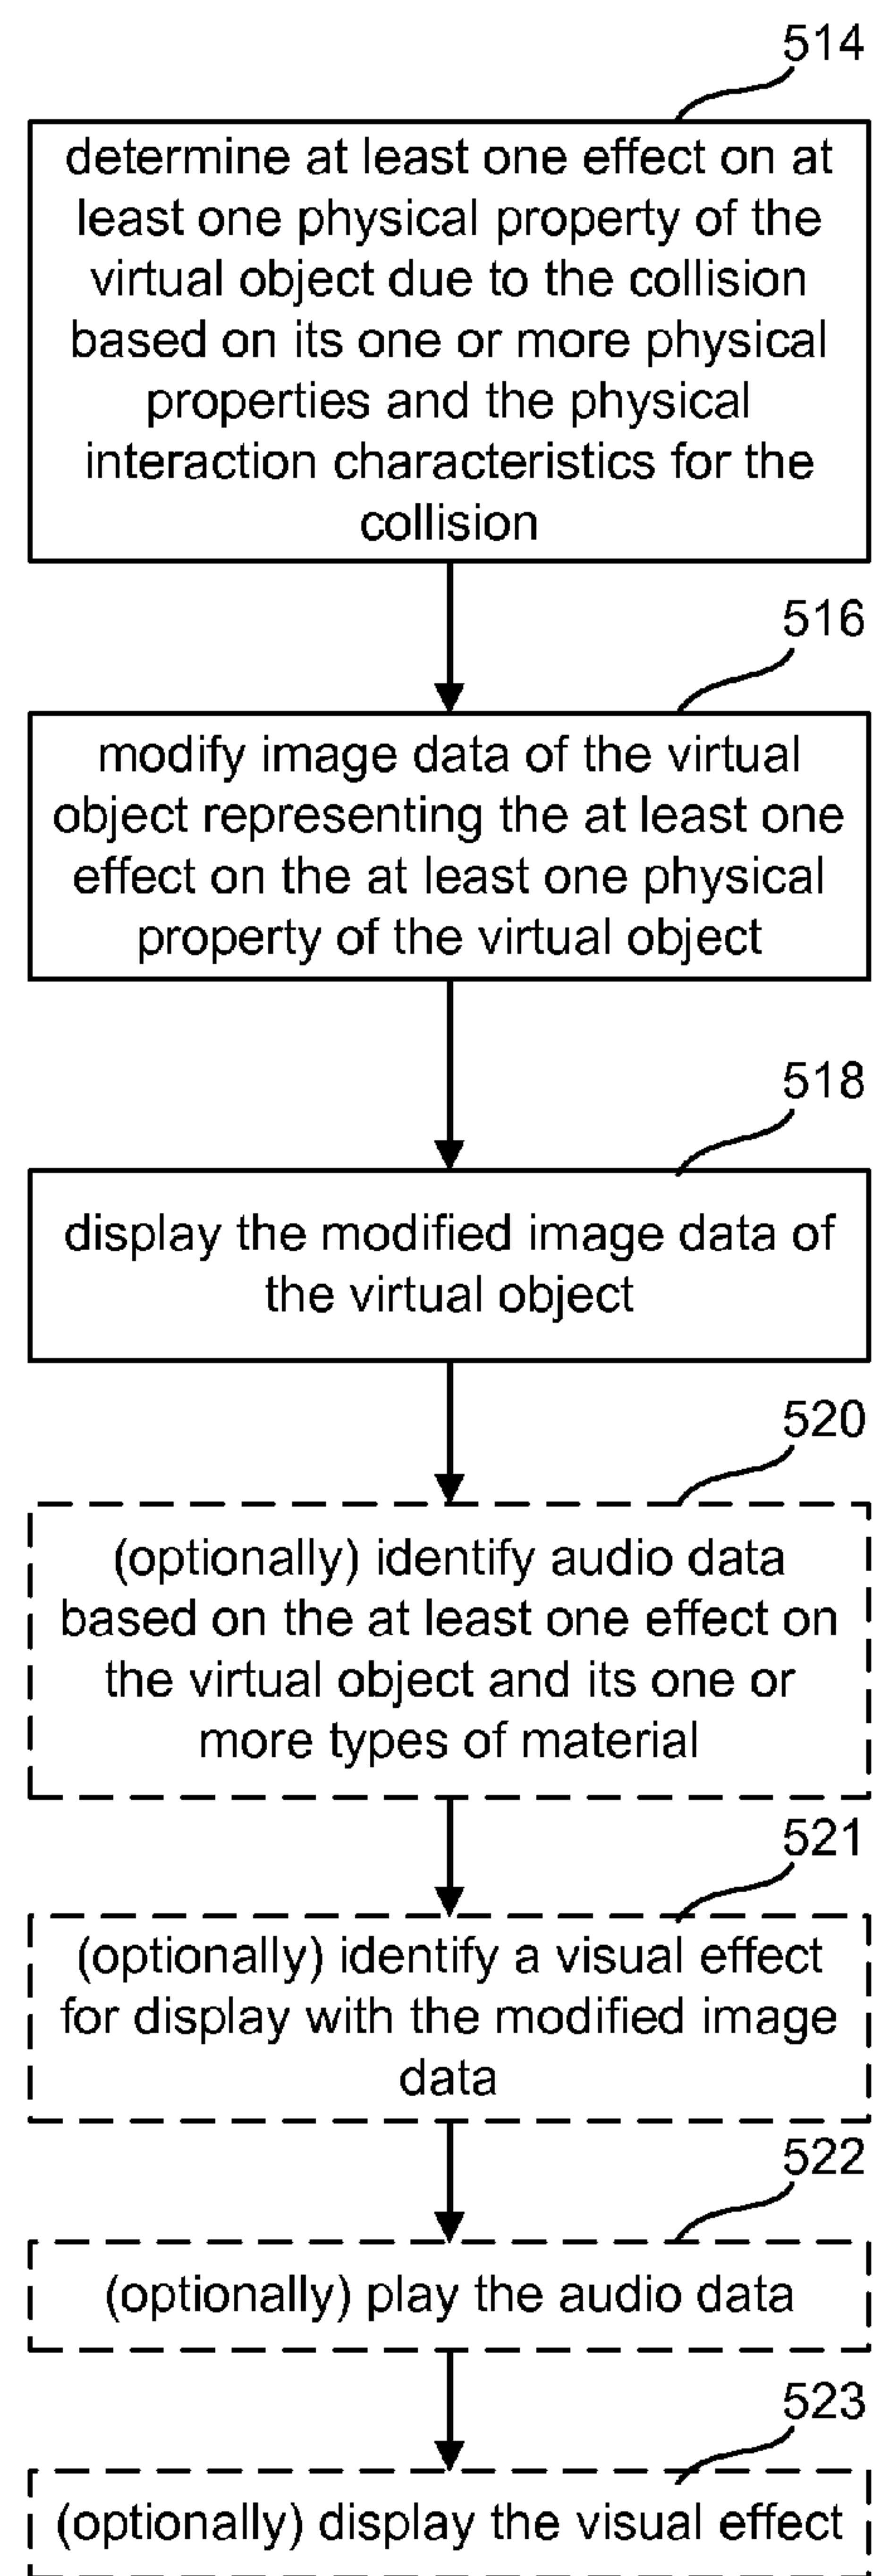 514
determine at least one effect on at
least one physical property of the
virtual object due to the collision
based on its one or more physical
properties and the physical
interaction characteristics for the
collision
516
modify image data of the virtual
object representing the at least one
effect on the at least one physical
property of the virtual object
518
display the modified image data of
the virtual object
520
(optionally) identify audio data
based on the at least one effect on
the virtual object and its one or
more types of material
521
(optionally) identify a visual effect
for display with the modified image
data
522
(optionally) play the audio data
523
(optionally) display the visual effect